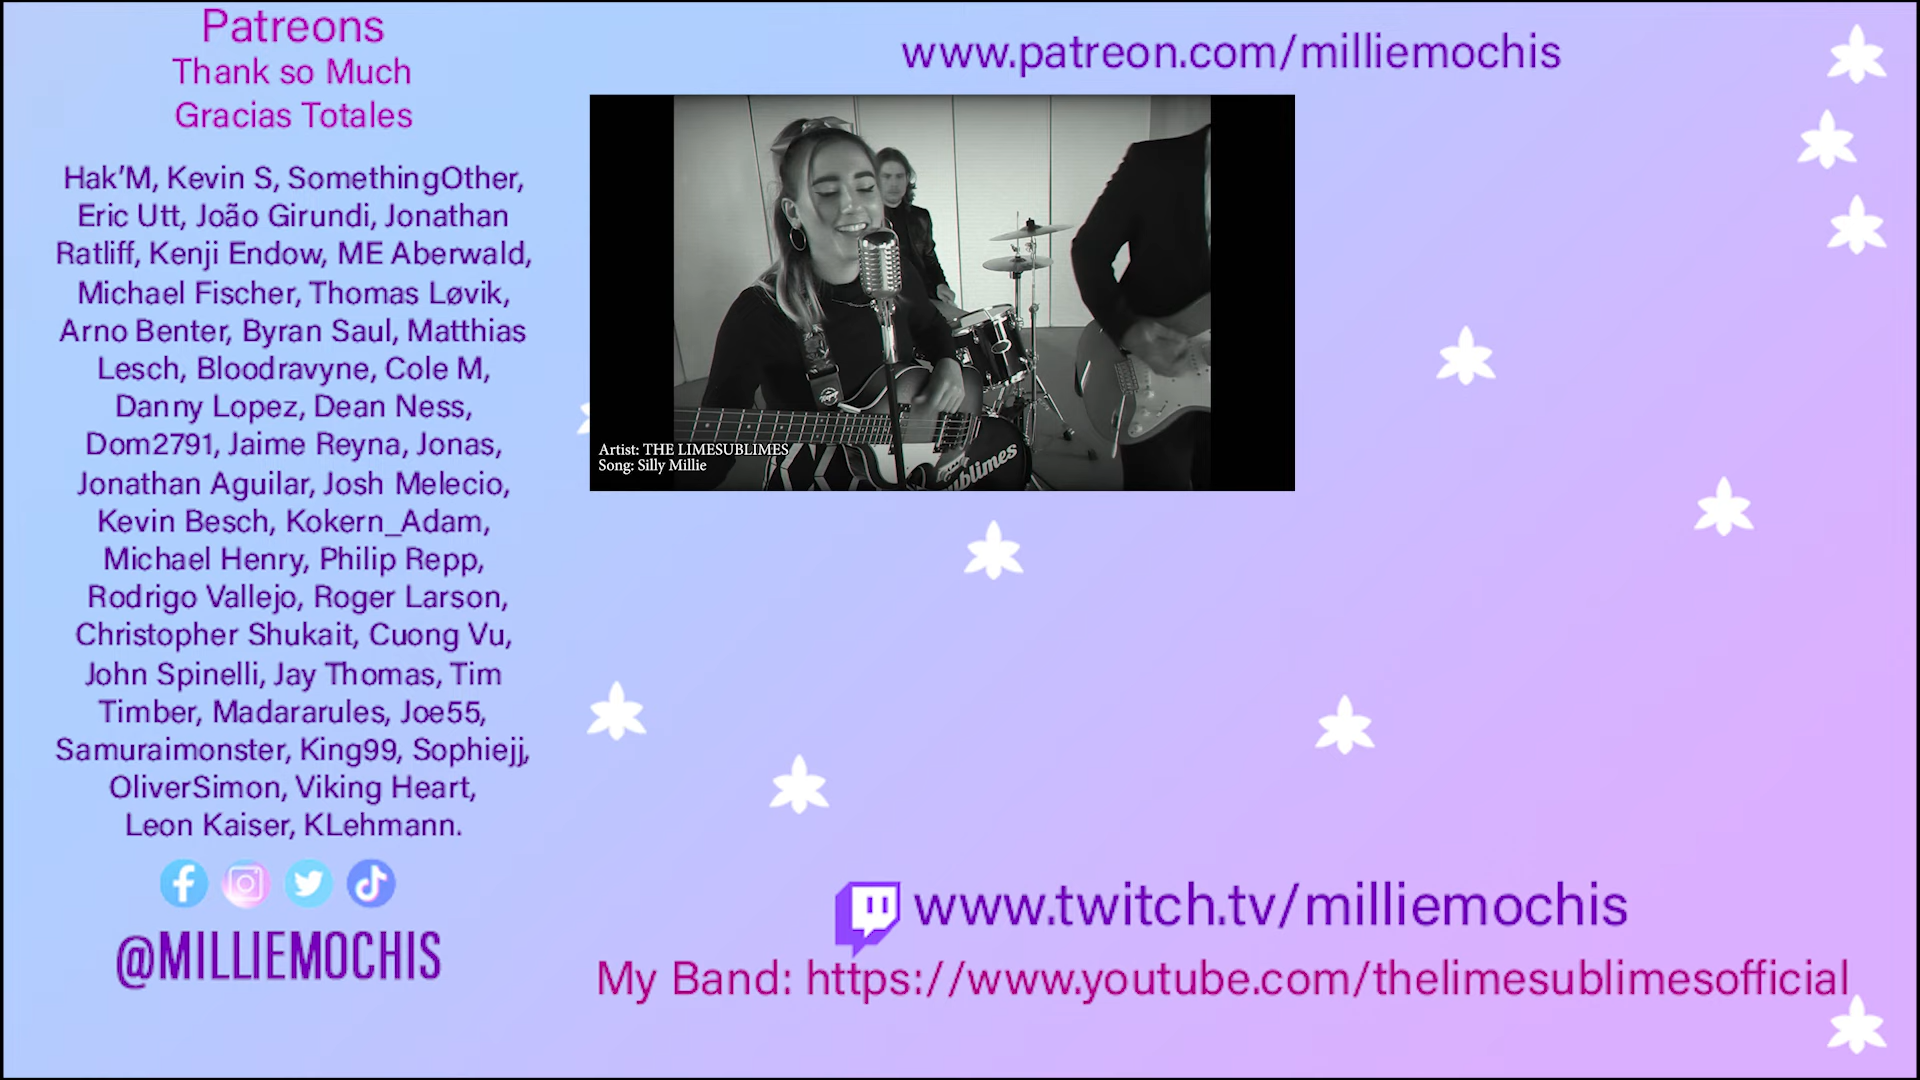 Patreons
Thank so Much
Gracias Totales
Hak'M, Kevin S, SomethingOther,
Eric Utt, João Girundi, Jonathan
Ratliff, Kenji Endow, ME Aberwald,
Michael Fischer, Thomas Løvik,
Arno Benter, Byran Saul, Matthias
Lesch, Bloodravyne, Cole M,
Danny Lopez, Dean Ness,
Dom2791, Jaime Reyna, Jonas,
Jonathan Aguilar, Josh Melecio,
Kevin Besch, Kokern_Adam,
Michael Henry, Philip Repp,
Rodrigo Vallejo, Roger Larson,
Christopher Shukait, Cuong Vu,
John Spinelli, Jay Thomas, Tim
Timber, Madararules, Joe55,
Samuraimonster, King99, Sophiejj,
OliverSimon, Viking Heart,
Leon Kaiser, KLehmann.
@MILLIEMOCHIS
www.patreon.com/milliemochis
Artist: THE LIMESUBLIMES
Song: Silly Millie
ublimes
www.twitch.tv/milliemochis
My Band: https://www.youtube.com/thelimesublimesofficial